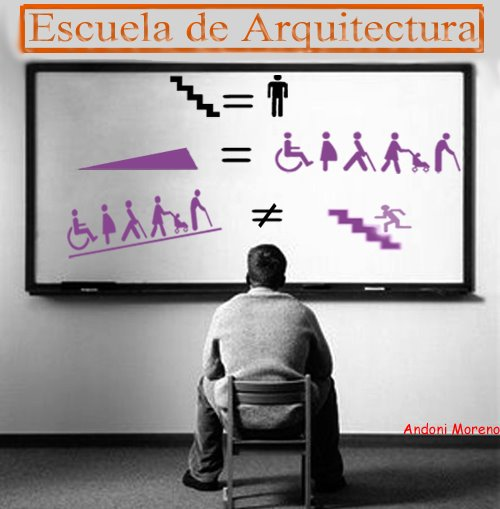 Escuela de Arquitectura
=
=
≠
Andoni Moreno